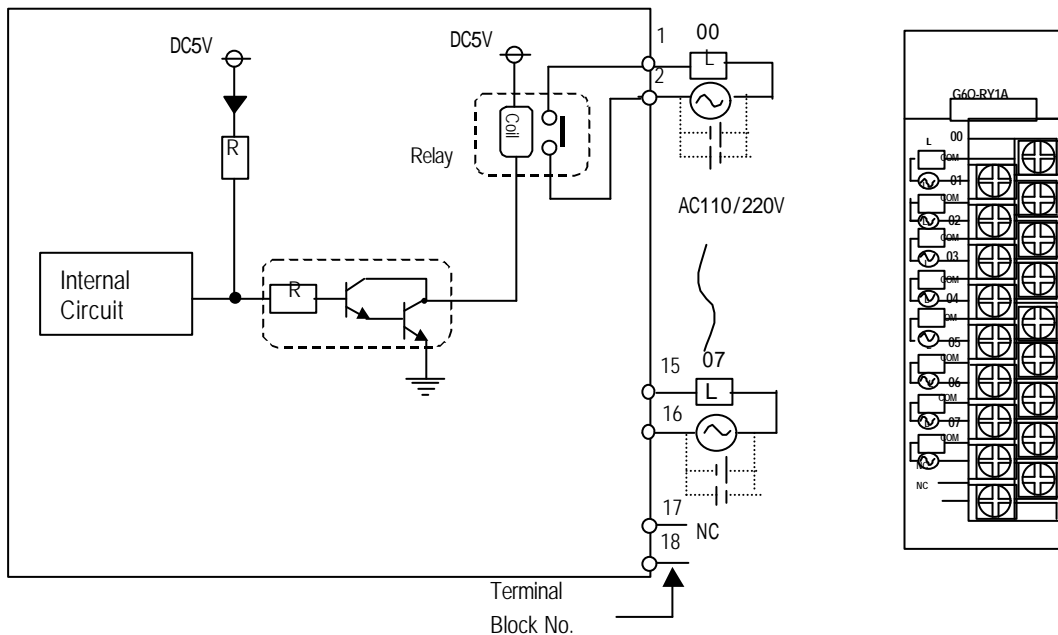 DC5V
R
Internal
Circuit
R
DC5V
Coil
Relay
1
00
L
2
AC110/220V
15
07
L
16
17
NC
18
Terminal
Block No.
G6Q-RY1A
00
L
COM
01
COM
L
02
COM
03
COM
L
04
OM
05
COM
06
COM
07
COM
NC
NC